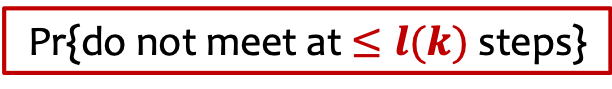 Pr{do not meet at ≤ l(k) steps}